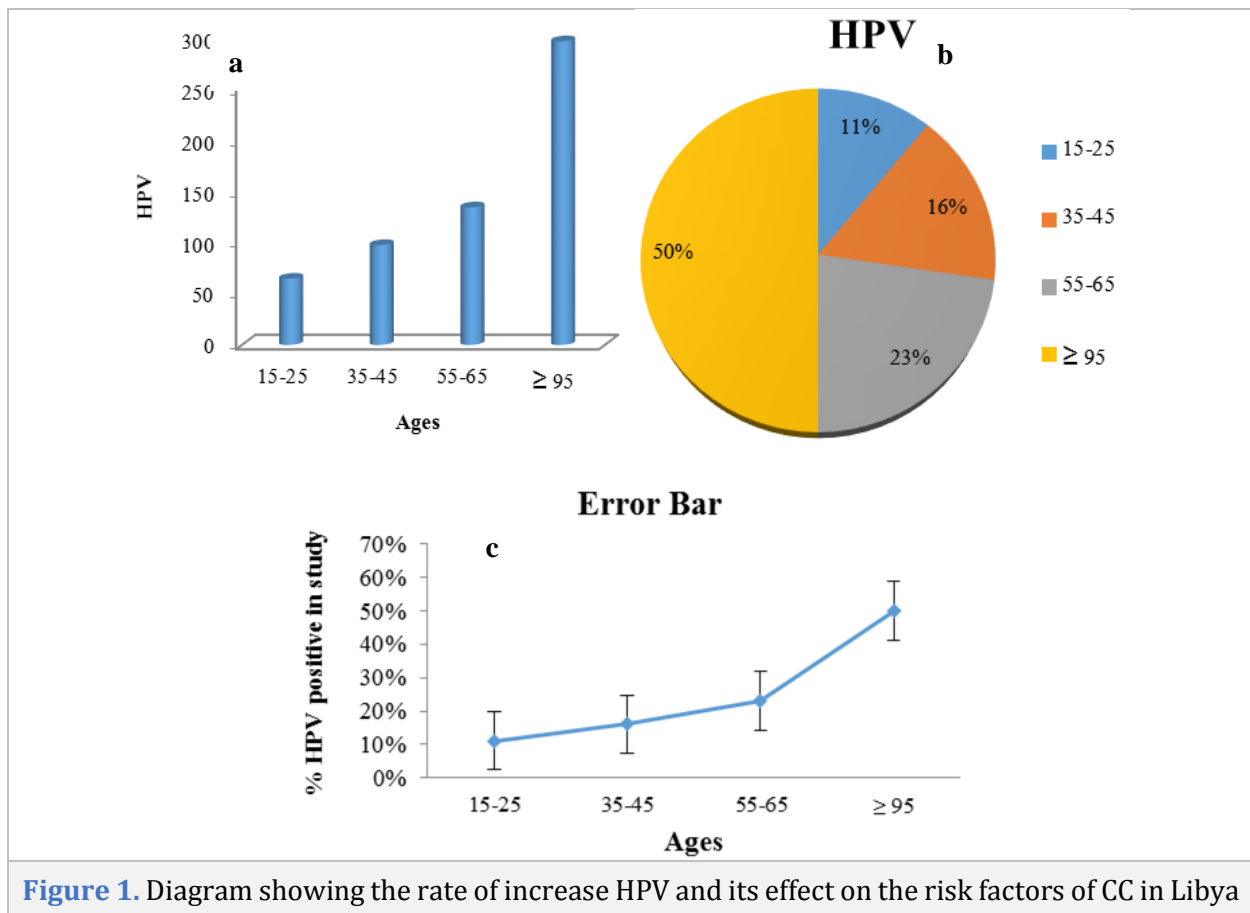 a
300
250
200
150
100
50
0
HPV
15-25 35-45 55-65 ≥ 95
Ages
HPV
b
11%
16%
23%
50%
15-25
35-45
55-65
≥ 95
Error Bar
c
% HPV positive in study
70%
60%
50%
40%
30%
20%
10%
0%
15-25 35-45 55-65 ≥ 95
Ages
Figure 1. Diagram showing the rate of increase HPV and its effect on the risk factors of CC in Libya